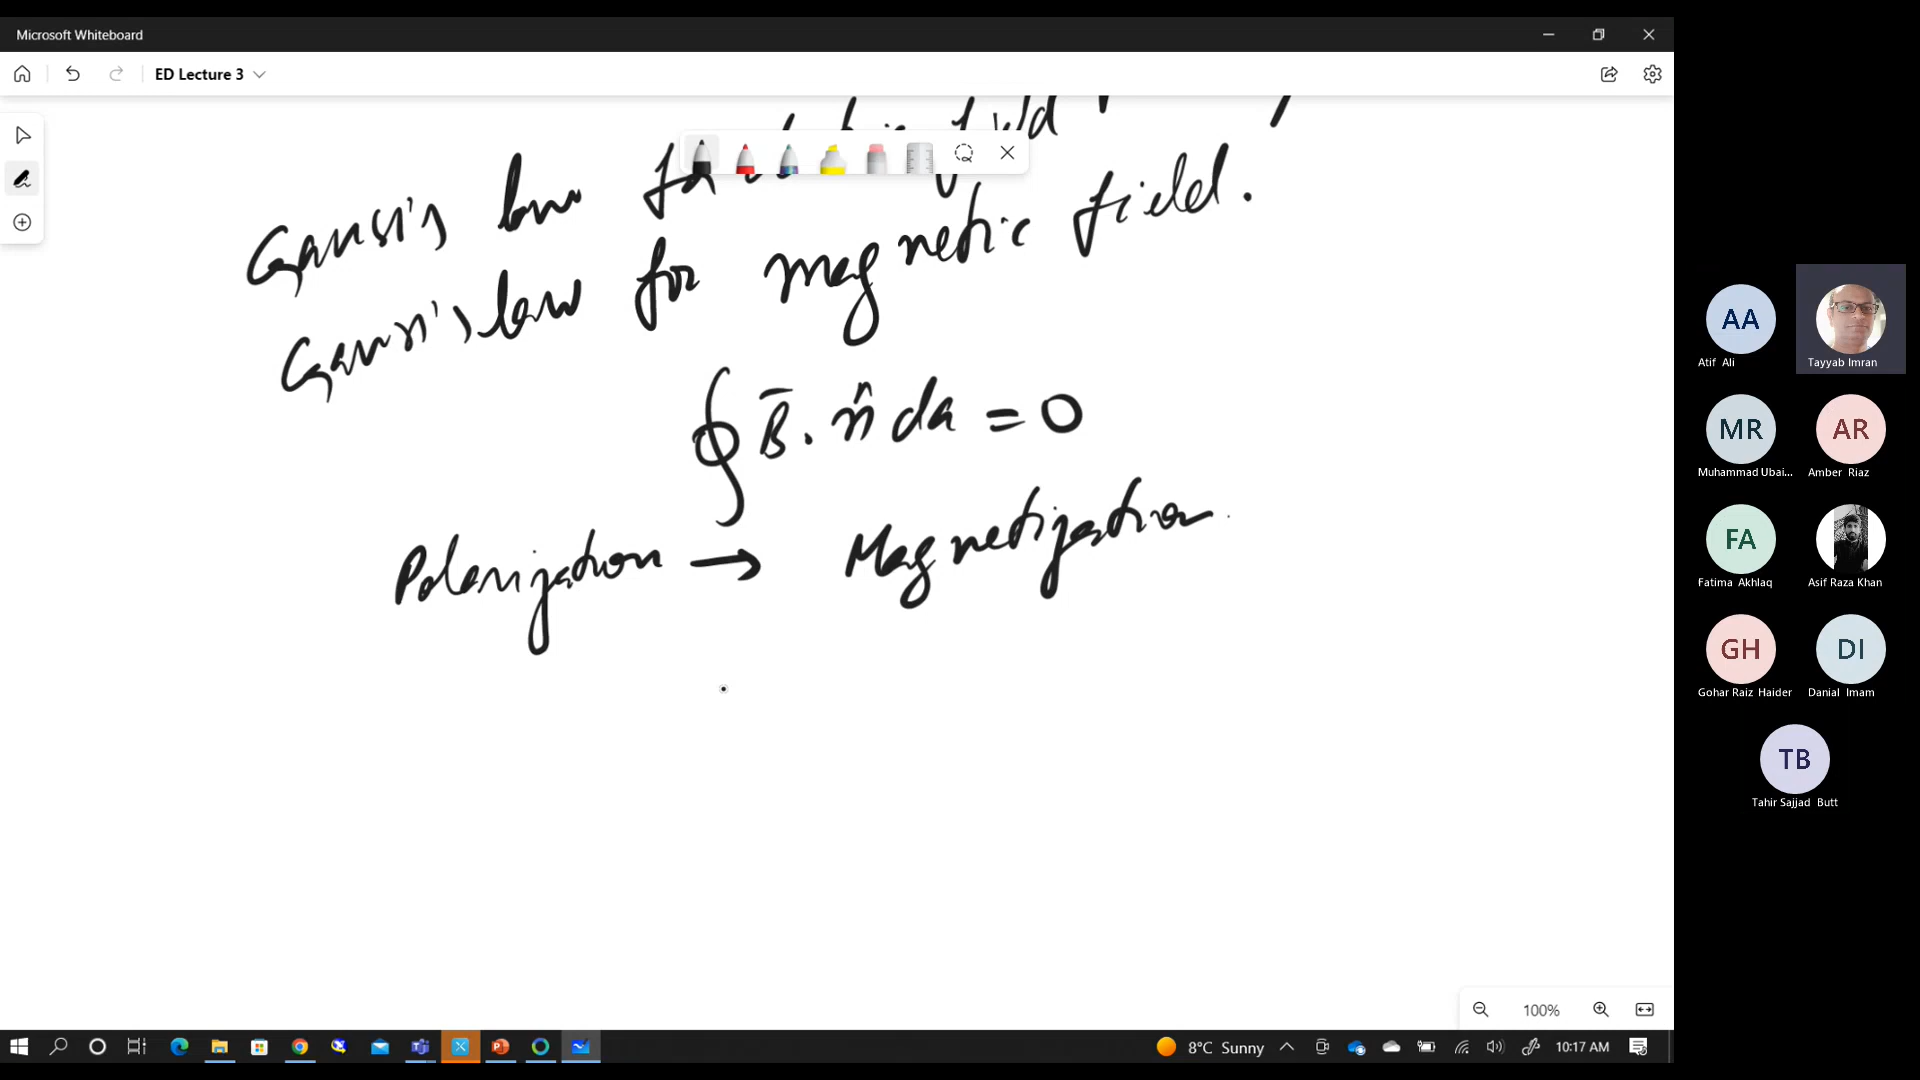 Microsoft Whiteboard
ED Lecture 3
field
Gauss's law for
Gauss's law for magnetic field.
∮ B̄ . n̂ da = 0
Polarization → Magnetization
AA
Atif Ali
Tayyab Imran
MR
Muhammad Ubai...
AR
Amber Riaz
FA
Fatima Akhlaq
Asif Raza Khan
GH
Gohar Raiz Haider
DI
Danial Imam
TB
Tahir Sajjad Butt
100%
8°C Sunny
10:17 AM